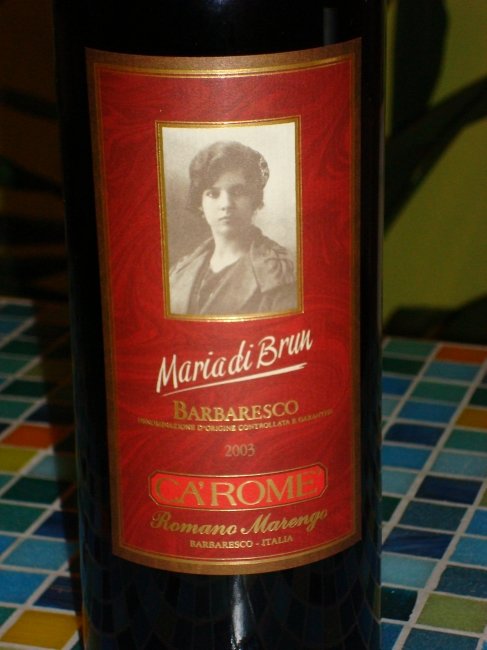 Maria di Brun
BARBARESCO
DENOMINAZIONE D'ORIGINE CONTROLLATA E GARANTITA
2003
CA' ROME'
Romano Marengo
BARBARESCO - ITALIA